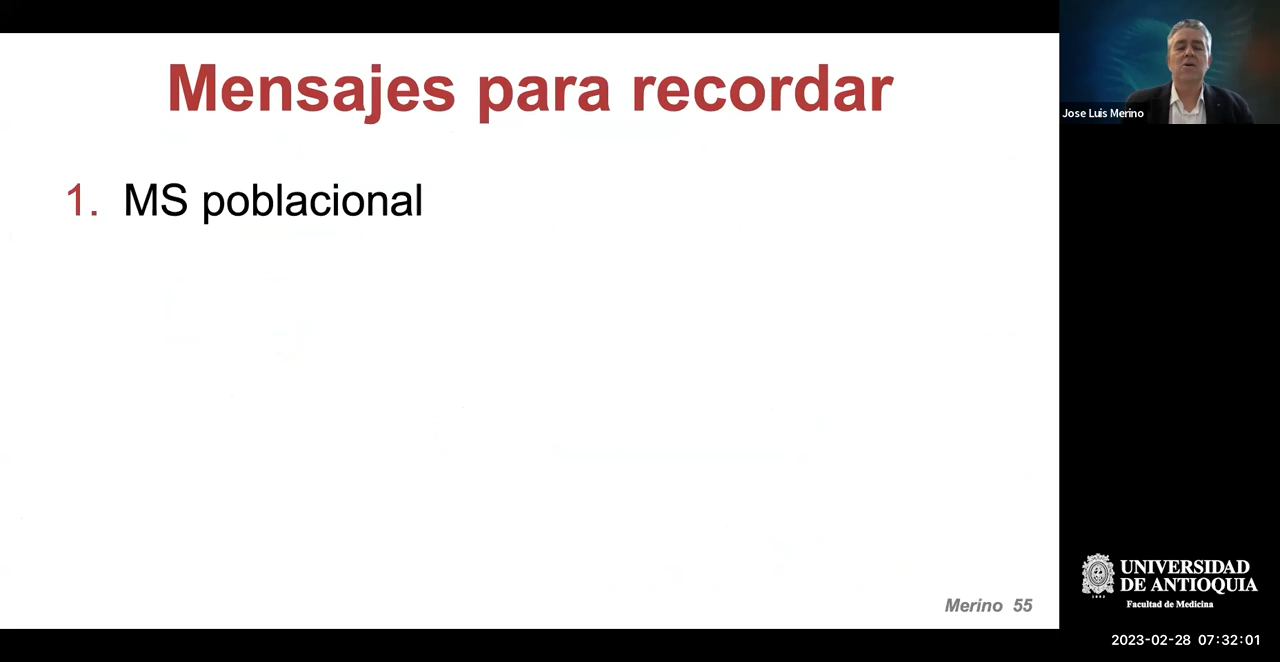 Mensajes para recordar
1. MS poblacional
Merino 55
Jose Luis Merino
UNIVERSIDAD
DE ANTIOQUIA
1803
Facultad de Medicina
2023-02-28 07:32:01